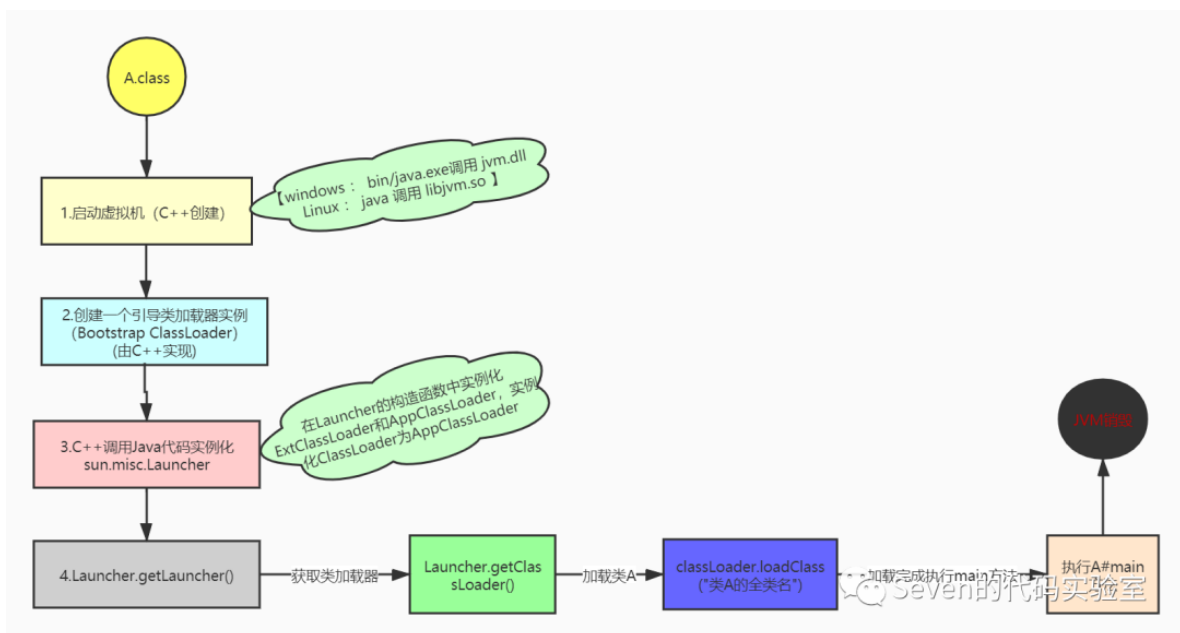 A.class
【windows： bin/java.exe调用 jvm.dll
Linux： java 调用 libjvm.so 】
1.启动虚拟机（C++创建）
2.创建一个引导类加载器实例
（Bootstrap ClassLoader）
(由C++实现)
在Launcher的构造函数中实例化
ExtClassLoader和AppClassLoader，实例
化ClassLoader为AppClassLoader
3.C++调用Java代码实例化
sun.misc.Launcher
4.Launcher.getLauncher()
获取类加载器
Launcher.getClas
sLoader()
加载类A
classLoader.loadClass
("类A的全类名")
加载完成执行main方法
执行A#main
JVM销毁
Seven的代码实验室